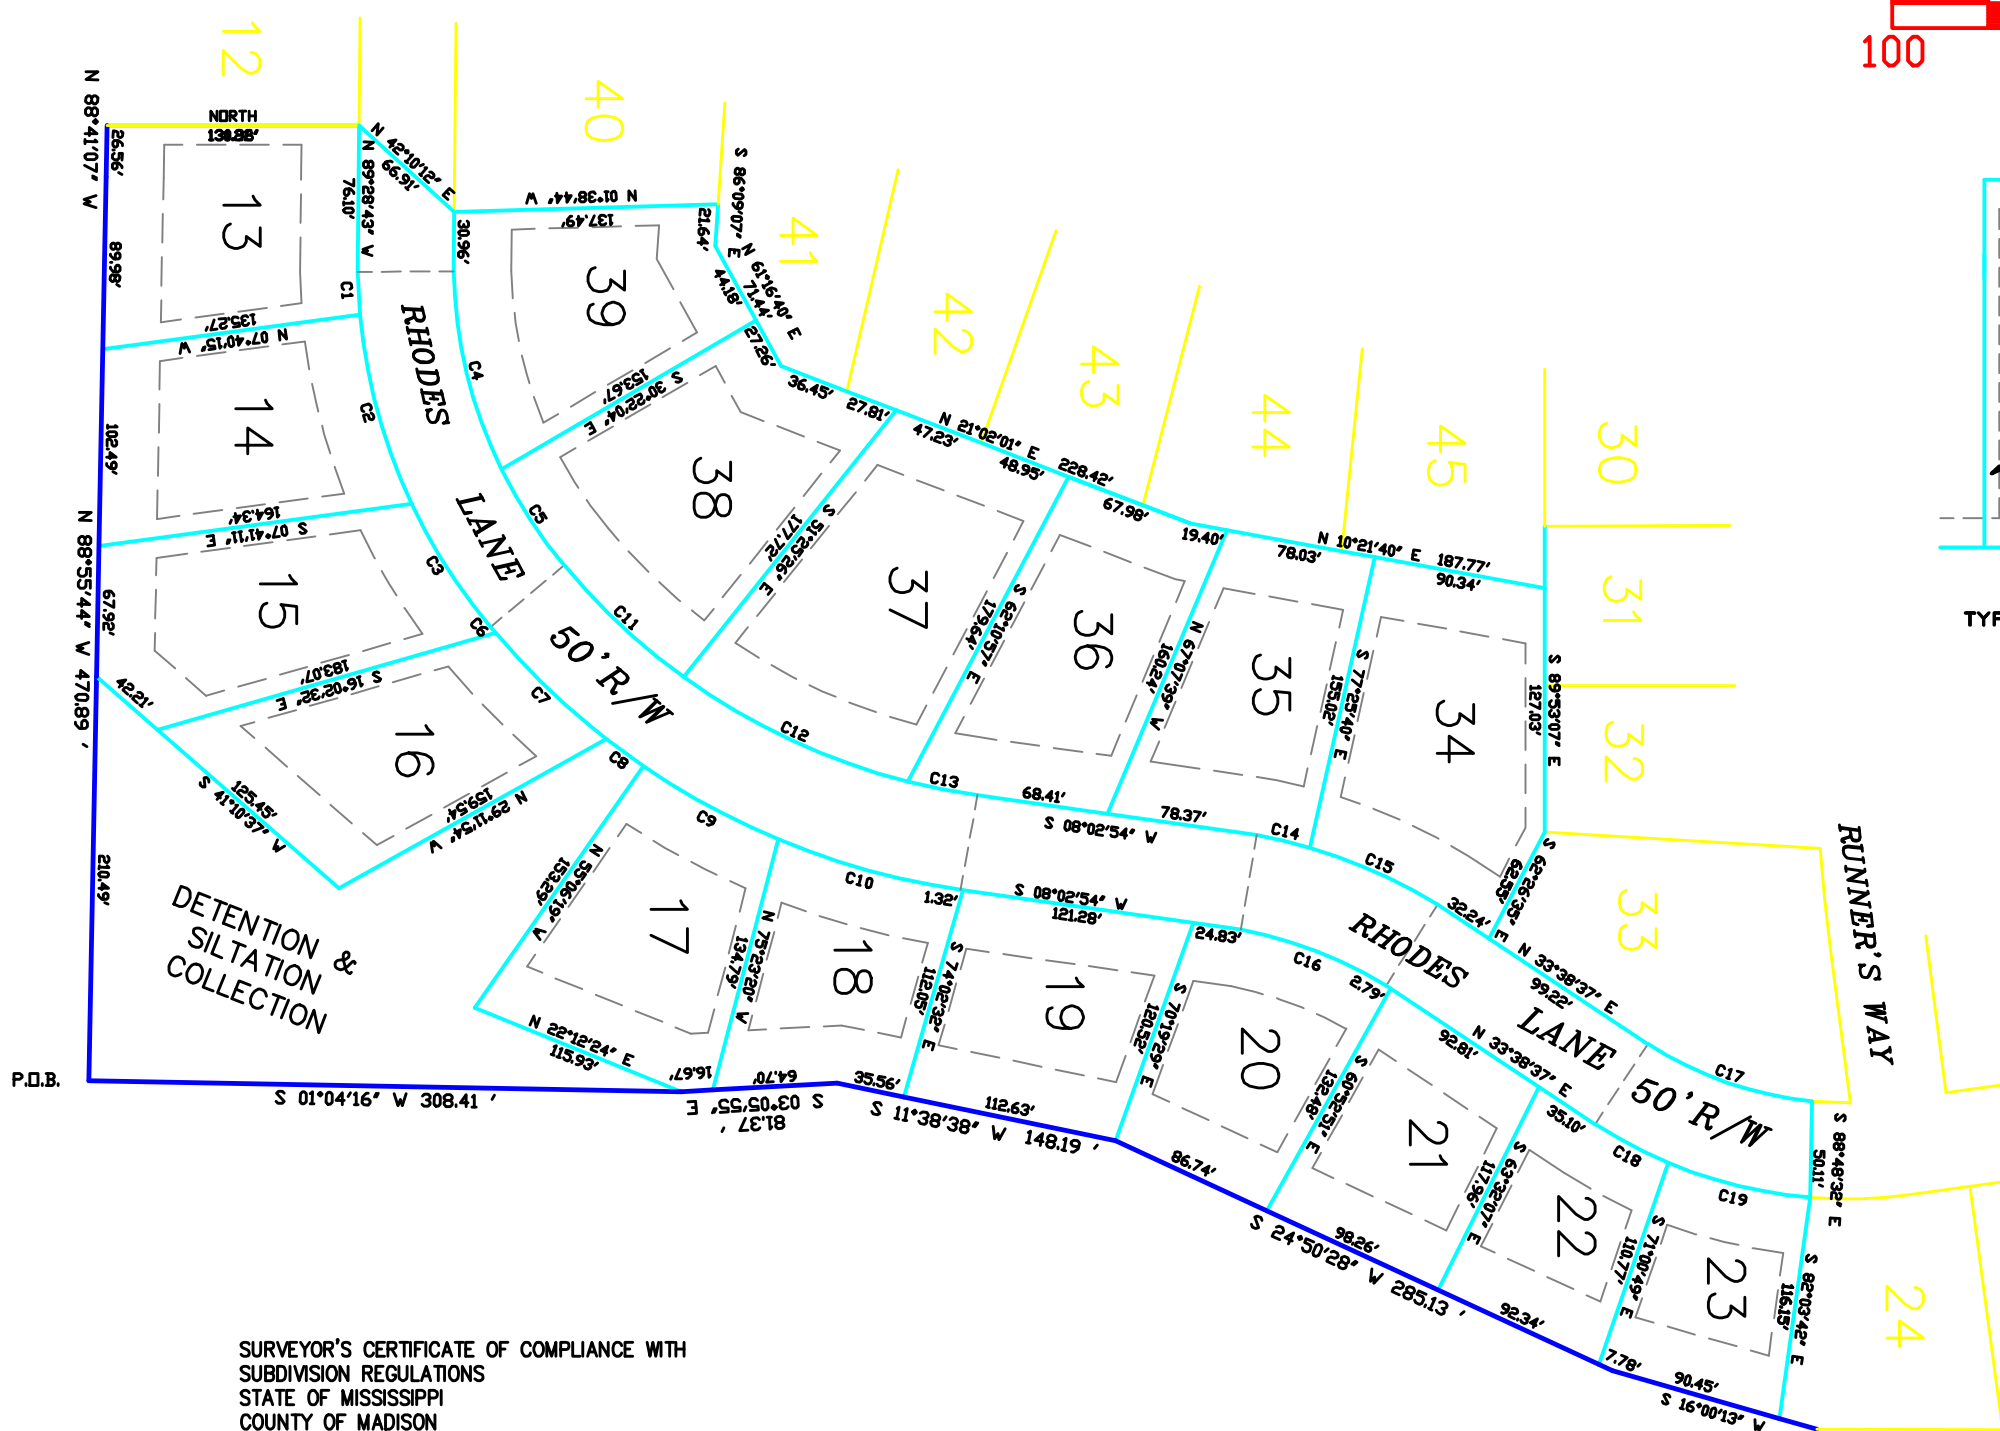 100
12
40
N 88°41'07" W
NORTH
130.88'
26.56'
N 42°10'12" E
66.91'
N 89°28'43" W
76.10'
30.96'
N 01°38'44" W
137.49'
S 86°09'07" E
21.64'
41
N 61°16'40" E
71.44'
44.18'
27.26'
13
39
89.98'
C1
RHODES
135.27'
N 07°40'15" W
42
43
44
45
30
C4
153.67'
S 30°22'04" E
36.45'
27.81'
N 21°02'01" E
228.42'
47.23'
48.95'
67.98'
14
C2
102.49'
38
164.34'
S 07°41'11" E
LANE
C5
177.72'
S 51°25'26" E
19.40'
78.03'
N 10°21'40" E
187.77'
90.34'
31
TYP
N 88°55'44" W 470.89 '
67.92'
15
C3
C6
C11
37
179.64'
S 62°10'57" E
36
160.24'
N 67°07'39" W
35
155.02'
S 77°25'40" E
34
S 89°53'07" E
127.03'
32
50'R/W
183.07'
S 16°02'32" E
42.21'
16
C7
C8
C12
C13
68.41'
S 08°02'54" W
78.37'
C14
C15
125.45'
S 41°10'37" W
159.54'
N 29°11'54" W
C9
C10
1.32'
S 08°02'54" W
121.28'
24.83'
C16
2.79'
32.24'
S 62°26'35" E
62.55'
33
RUNNER'S WAY
210.49'
DETENTION &
SILTATION
COLLECTION
153.29'
N 55°06'19" W
17
134.79'
N 75°23'20" W
18
112.05'
S 74°02'32" E
19
120.52'
S 70°19'29" E
20
RHODES
LANE
50'R/W
N 33°38'37" E
99.22'
N 33°38'37" E
92.81'
C17
P.O.B.
S 01°04'16" W 308.41 '
N 22°12'24" E
115.93'
16.67'
64.70'
S 03°05'55" E
81.37 '
35.56'
112.63'
S 11°38'38" W 148.19 '
86.74'
132.48'
S 60°52'51" E
21
35.10'
C18
C19
S 88°48'32" E
50.11'
117.96'
S 63°32'07" E
22
110.77'
S 71°00'49" E
23
S 82°03'42" E
116.15'
24
98.26'
S 24°50'28" W 285.13 '
92.34'
7.78'
90.45'
S 16°00'13" W
SURVEYOR'S CERTIFICATE OF COMPLIANCE WITH
SUBDIVISION REGULATIONS
STATE OF MISSISSIPPI
COUNTY OF MADISON